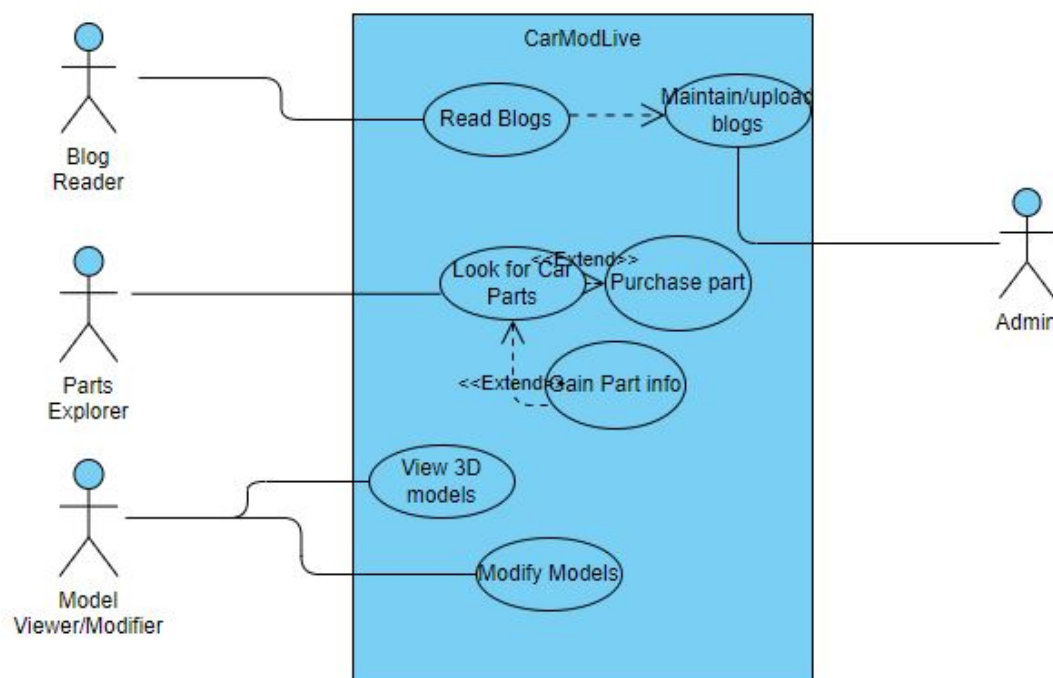 CarModLive
Read Blogs
Maintain/upload
blogs
Blog
Reader
<<Extend>>
Look for Car
Parts
Purchase part
Admin
Parts
Explorer
<<Extend>>
Gain Part info
View 3D
models
Modify Models
Model
Viewer/Modifier